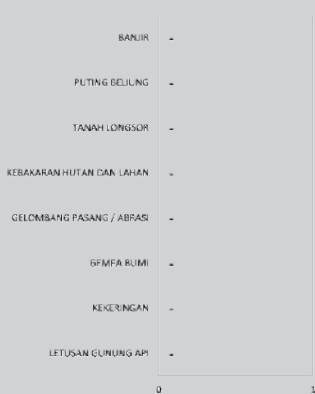 BANJIR -
PUTING BELIUNG -
TANAH LONGSOR -
KEBAKARAN HUTAN DAN LAHAN -
GELOMBANG PASANG / ABRASI -
GEMPA BUMI -
KEKERINGAN -
LETUSAN GUNUNG API -
0 1